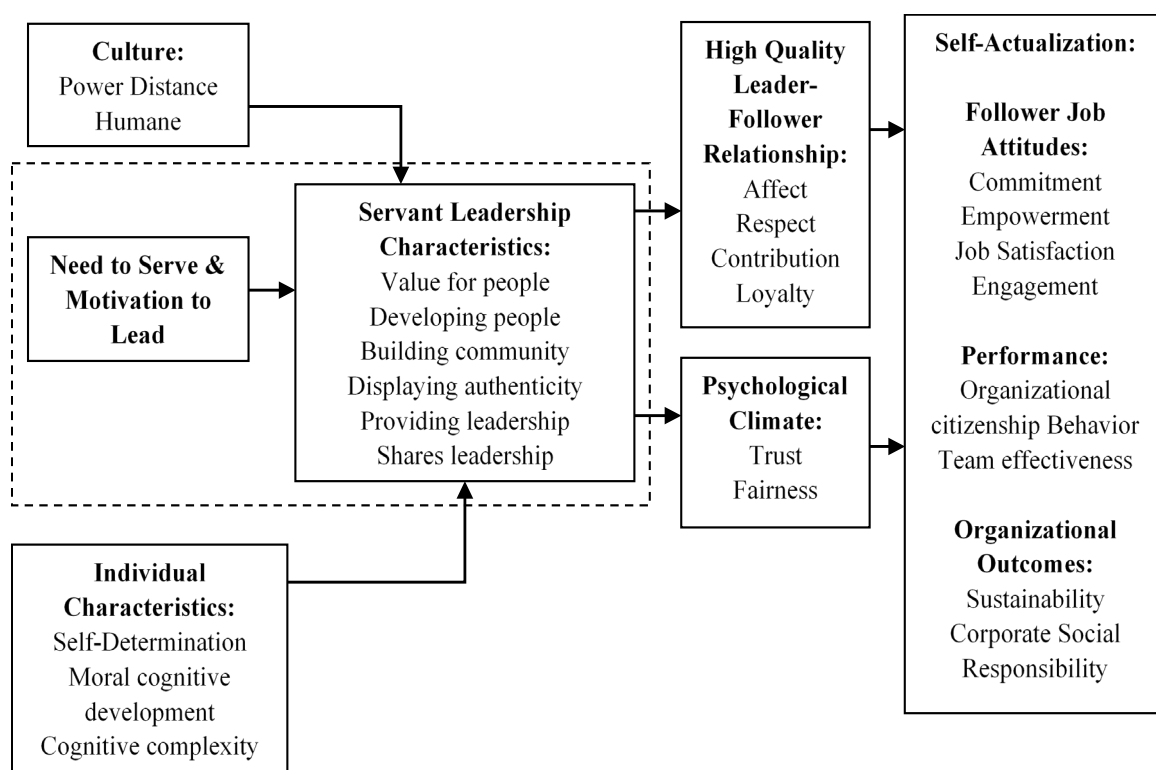 Culture:
Power Distance
Humane
Need to Serve &
Motivation to
Lead
Individual
Characteristics:
Self-Determination
Moral cognitive
development
Cognitive complexity
Servant Leadership
Characteristics:
Value for people
Developing people
Building community
Displaying authenticity
Providing leadership
Shares leadership
High Quality
Leader-
Follower
Relationship:
Affect
Respect
Contribution
Loyalty
Psychological
Climate:
Trust
Fairness
Self-Actualization:
Follower Job
Attitudes:
Commitment
Empowerment
Job Satisfaction
Engagement
Performance:
Organizational
citizenship Behavior
Team effectiveness
Organizational
Outcomes:
Sustainability
Corporate Social
Responsibility